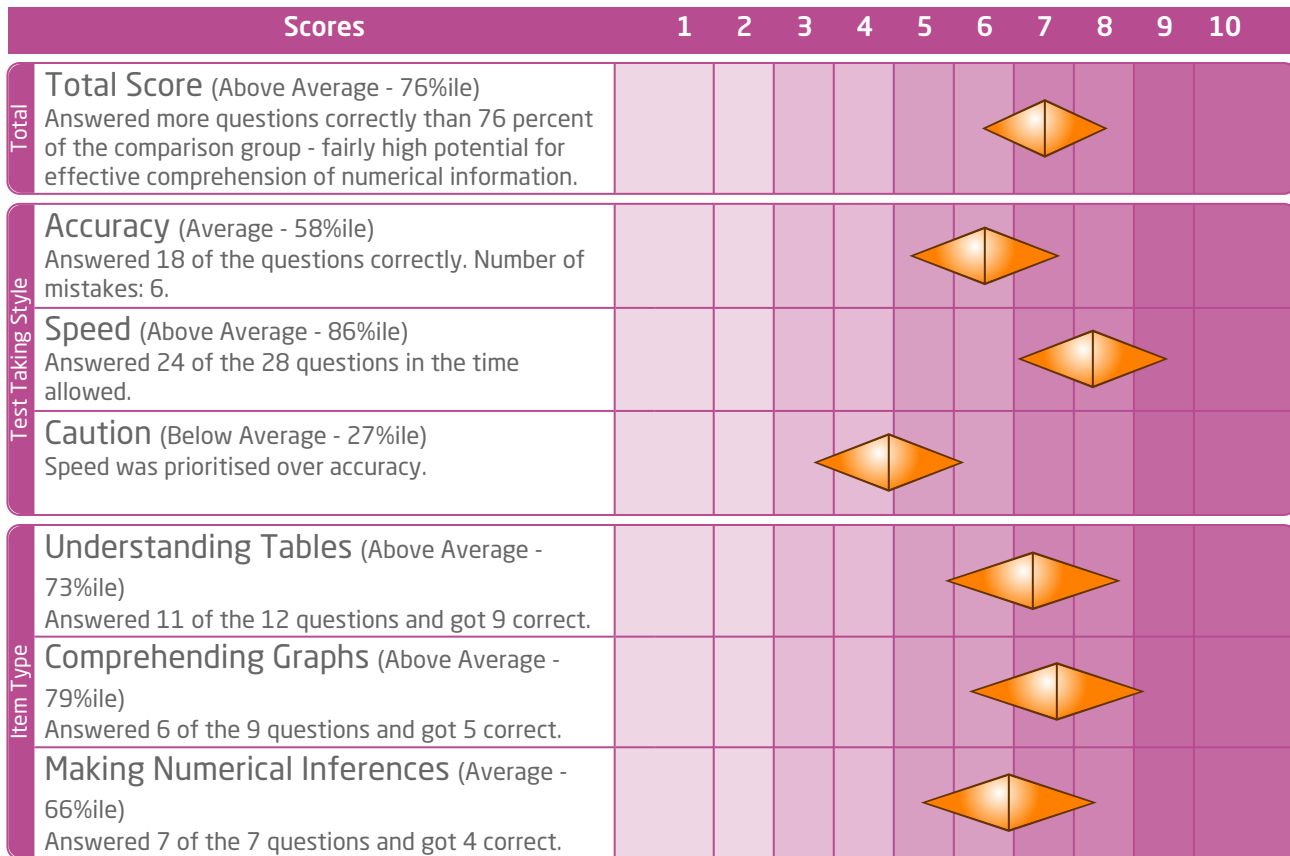 Scores 1 2 3 4 5 6 7 8 9 10
Total
Total Score (Above Average - 76%ile)
Answered more questions correctly than 76 percent
of the comparison group - fairly high potential for
effective comprehension of numerical information.
Test Taking Style
Accuracy (Average - 58%ile)
Answered 18 of the questions correctly. Number of
mistakes: 6.
Speed (Above Average - 86%ile)
Answered 24 of the 28 questions in the time
allowed.
Caution (Below Average - 27%ile)
Speed was prioritised over accuracy.
Item Type
Understanding Tables (Above Average -
73%ile)
Answered 11 of the 12 questions and got 9 correct.
Comprehending Graphs (Above Average -
79%ile)
Answered 6 of the 9 questions and got 5 correct.
Making Numerical Inferences (Average -
66%ile)
Answered 7 of the 7 questions and got 4 correct.